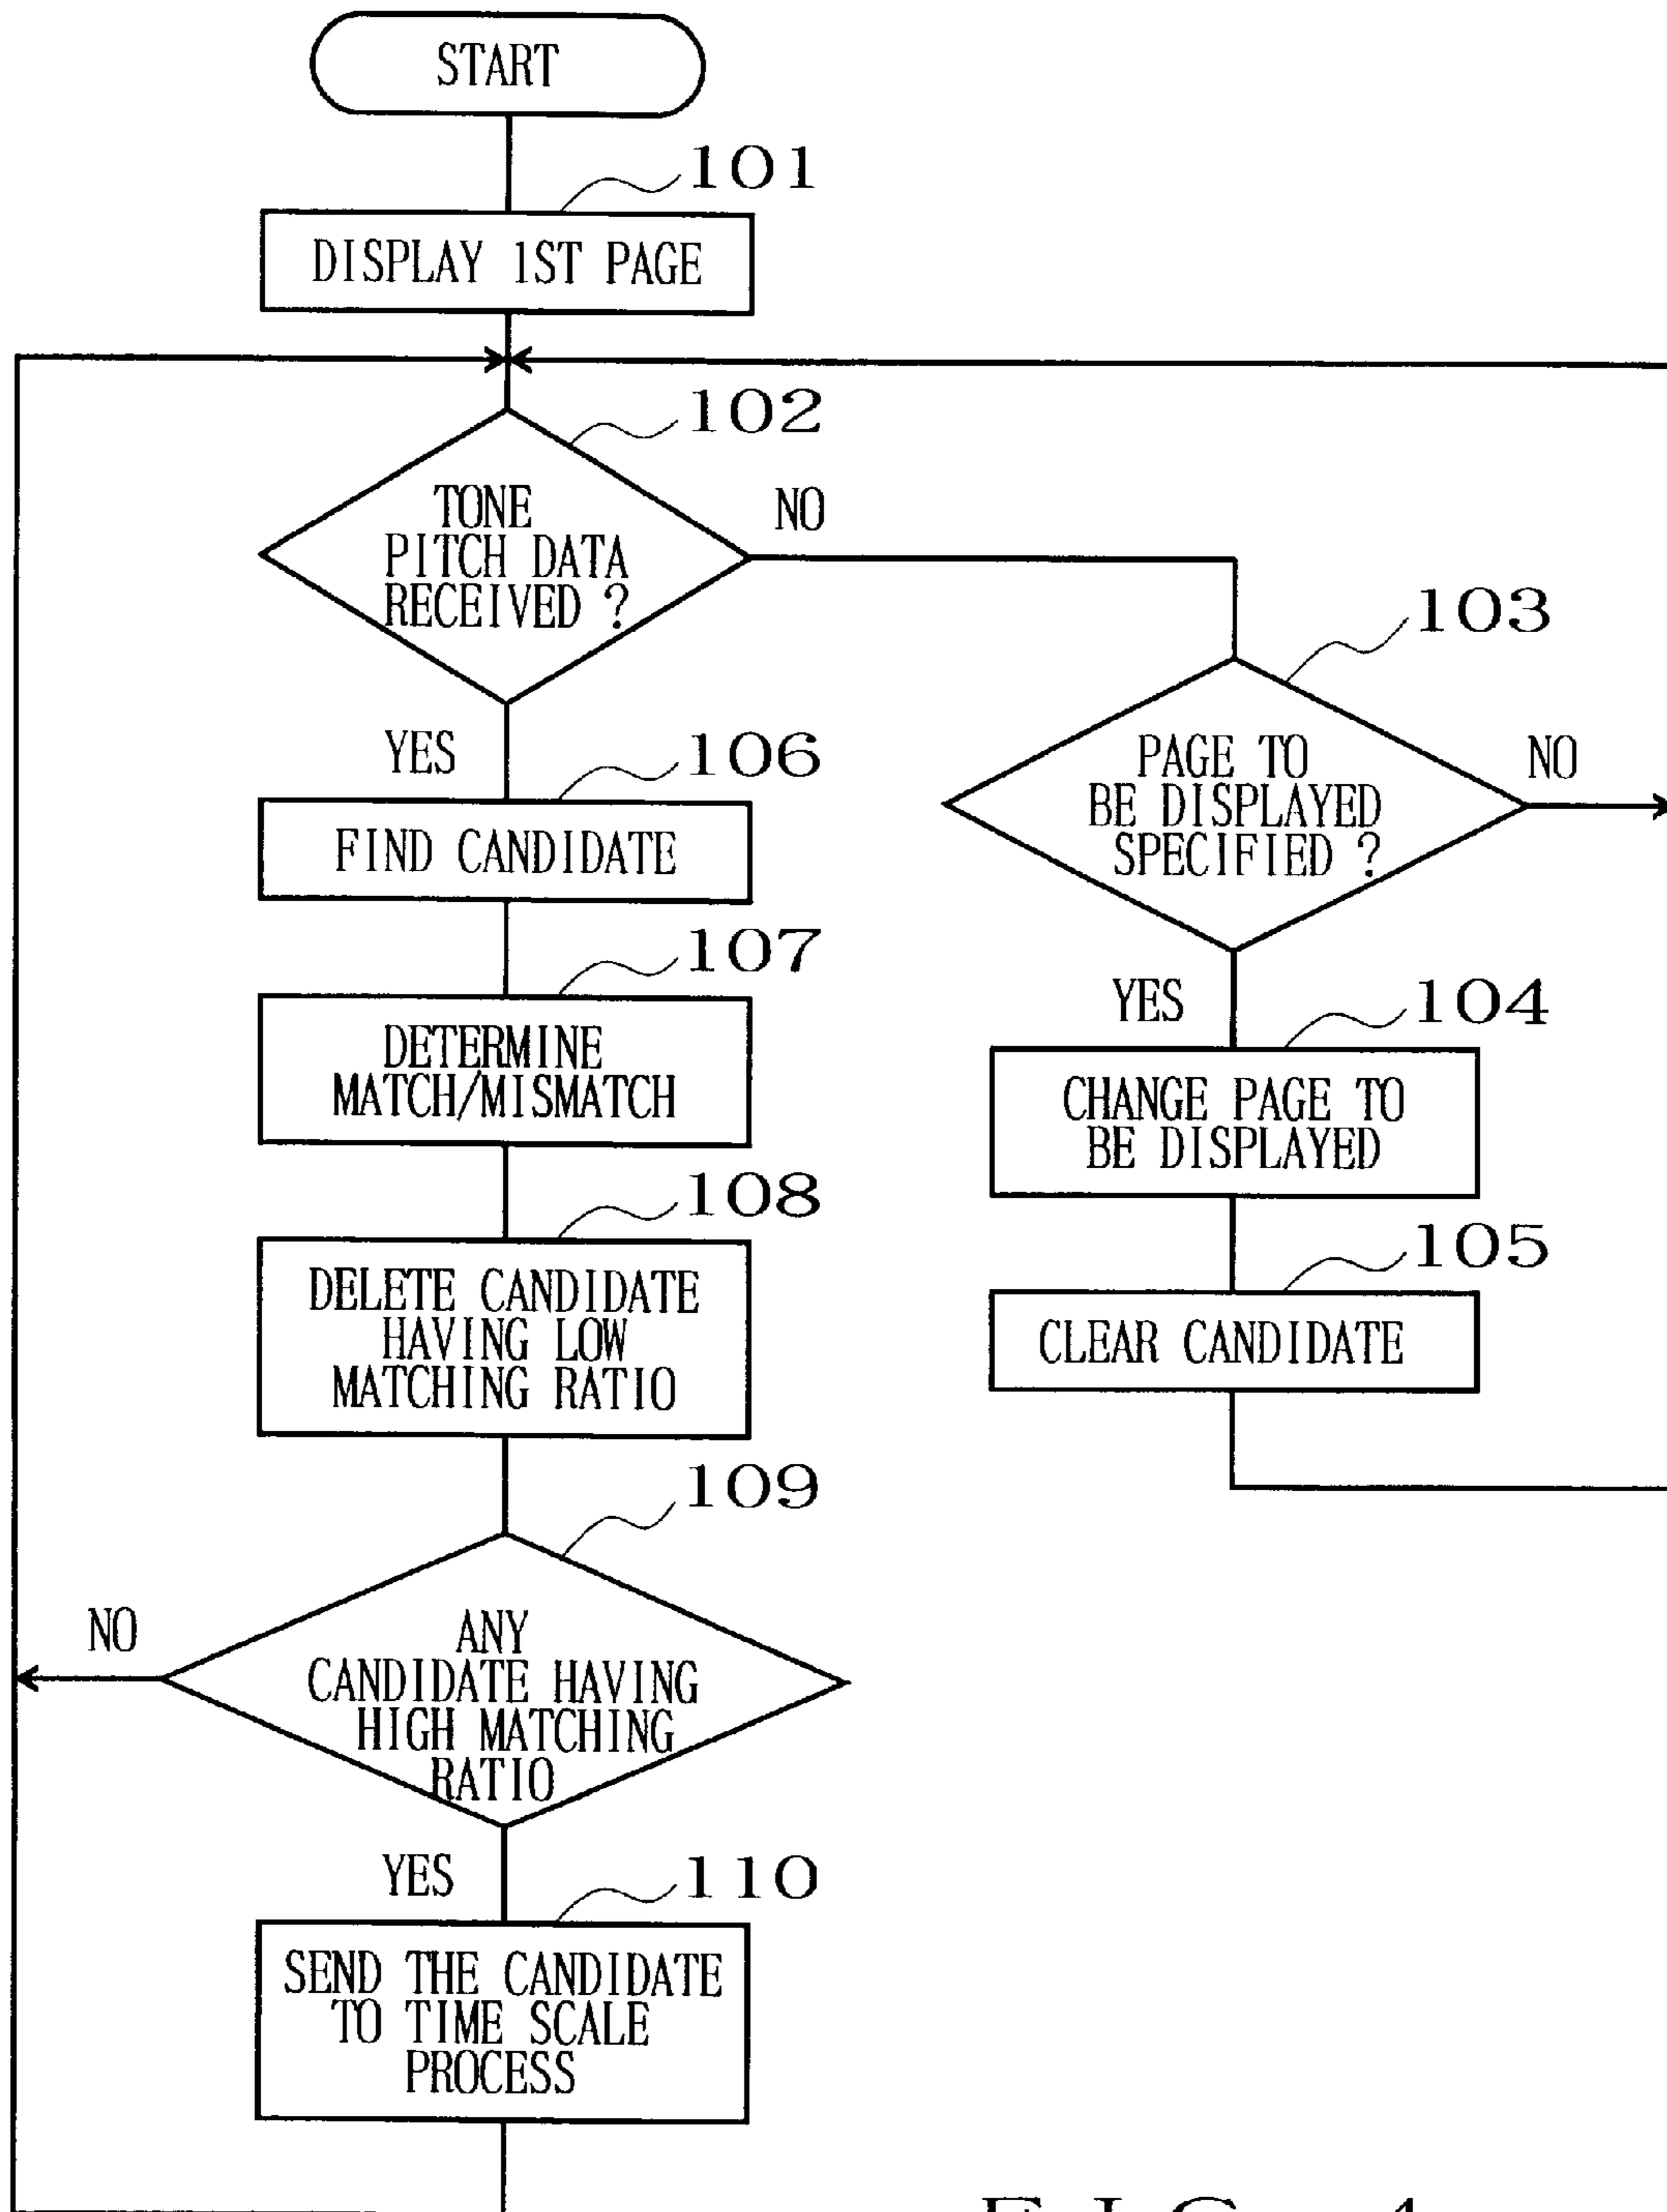 START
101
DISPLAY 1ST PAGE
102
TONE
PITCH DATA
RECEIVED ?
NO
103
PAGE TO
BE DISPLAYED
SPECIFIED ?
NO
YES
104
CHANGE PAGE TO
BE DISPLAYED
105
CLEAR CANDIDATE
YES
106
FIND CANDIDATE
107
DETERMINE
MATCH/MISMATCH
108
DELETE CANDIDATE
HAVING LOW
MATCHING RATIO
109
ANY
CANDIDATE HAVING
HIGH MATCHING
RATIO
NO
YES
110
SEND THE CANDIDATE
TO TIME SCALE
PROCESS